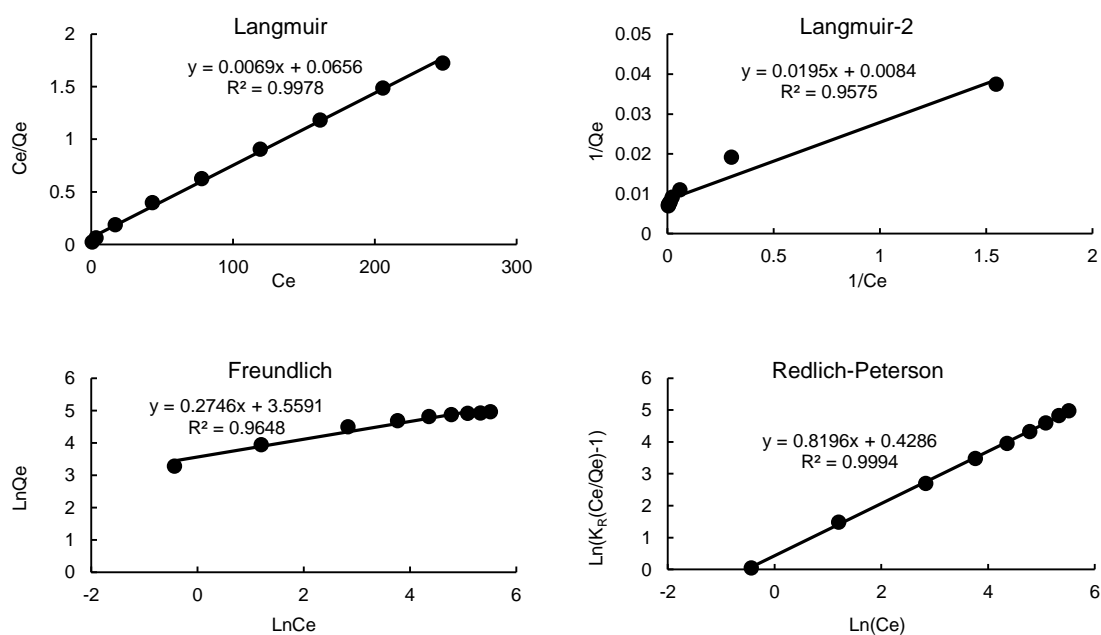 Langmuir
y = 0.0069x + 0.0656
R² = 0.9978
Ce/Qe
2
1.5
1
0.5
0
0
100
200
300
Ce
Langmuir-2
y = 0.0195x + 0.0084
R² = 0.9575
1/Qe
0.05
0.04
0.03
0.02
0.01
0
0
0.5
1
1.5
2
1/Ce
Freundlich
y = 0.2746x + 3.5591
R² = 0.9648
LnQe
6
5
4
3
2
1
0
-2
0
2
4
6
LnCe
Redlich-Peterson
y = 0.8196x + 0.4286
R² = 0.9994
Ln(KR(Ce/Qe)-1)
6
5
4
3
2
1
0
-2
0
2
4
6
Ln(Ce)